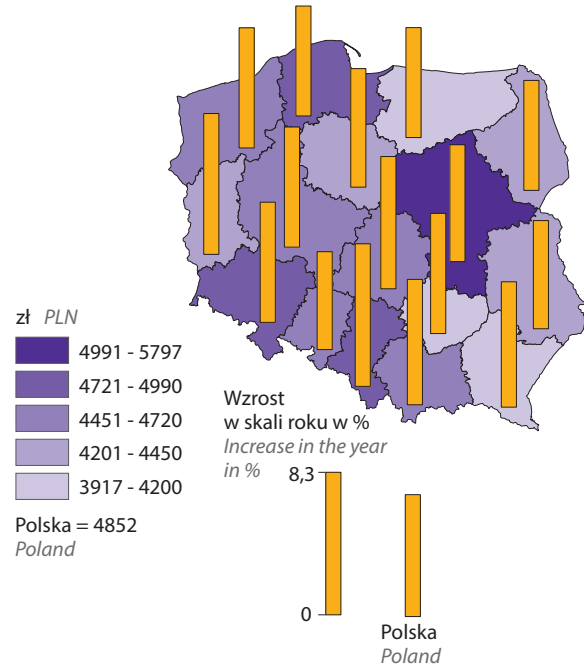 zł PLN
4991 - 5797
4721 - 4990
4451 - 4720
4201 - 4450
3917 - 4200
Polska = 4852
Poland
Wzrost
w skali roku w %
Increase in the year
in %
8,3
0
Polska
Poland